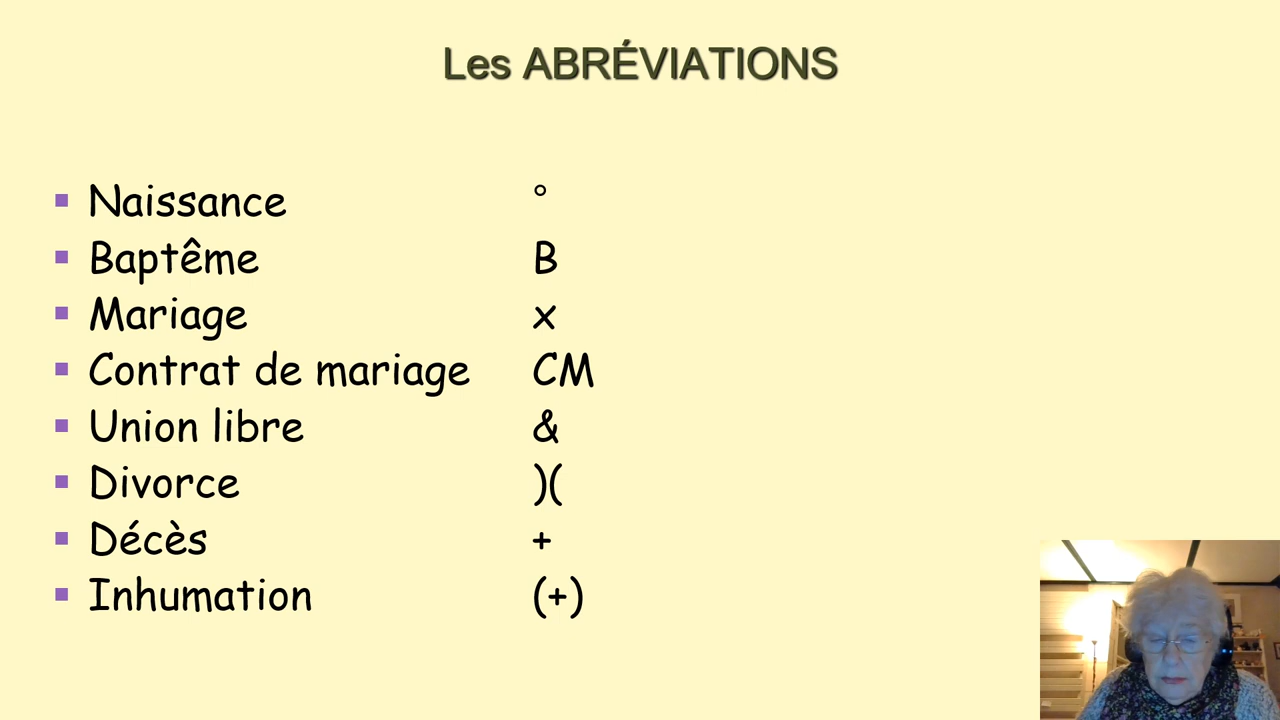 Les ABRÉVIATIONS
Naissance °
Baptême B
Mariage x
Contrat de mariage CM
Union libre &
Divorce )(
Décès +
Inhumation (+)